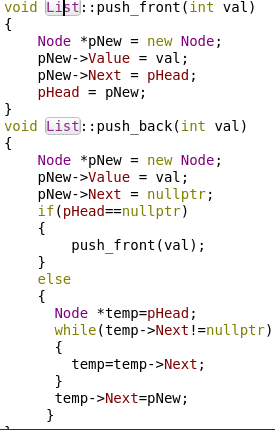 void List::push_front(int val)
{
    Node *pNew = new Node;
    pNew->Value = val;
    pNew->Next = pHead;
    pHead = pNew;
}
void List::push_back(int val)
{
    Node *pNew = new Node;
    pNew->Value = val;
    pNew->Next = nullptr;
    if(pHead==nullptr)
    {
        push_front(val);
    }
    else
    {
      Node *temp=pHead;
      while(temp->Next!=nullptr)
      {
        temp=temp->Next;
      }
      temp->Next=pNew;
     }
}